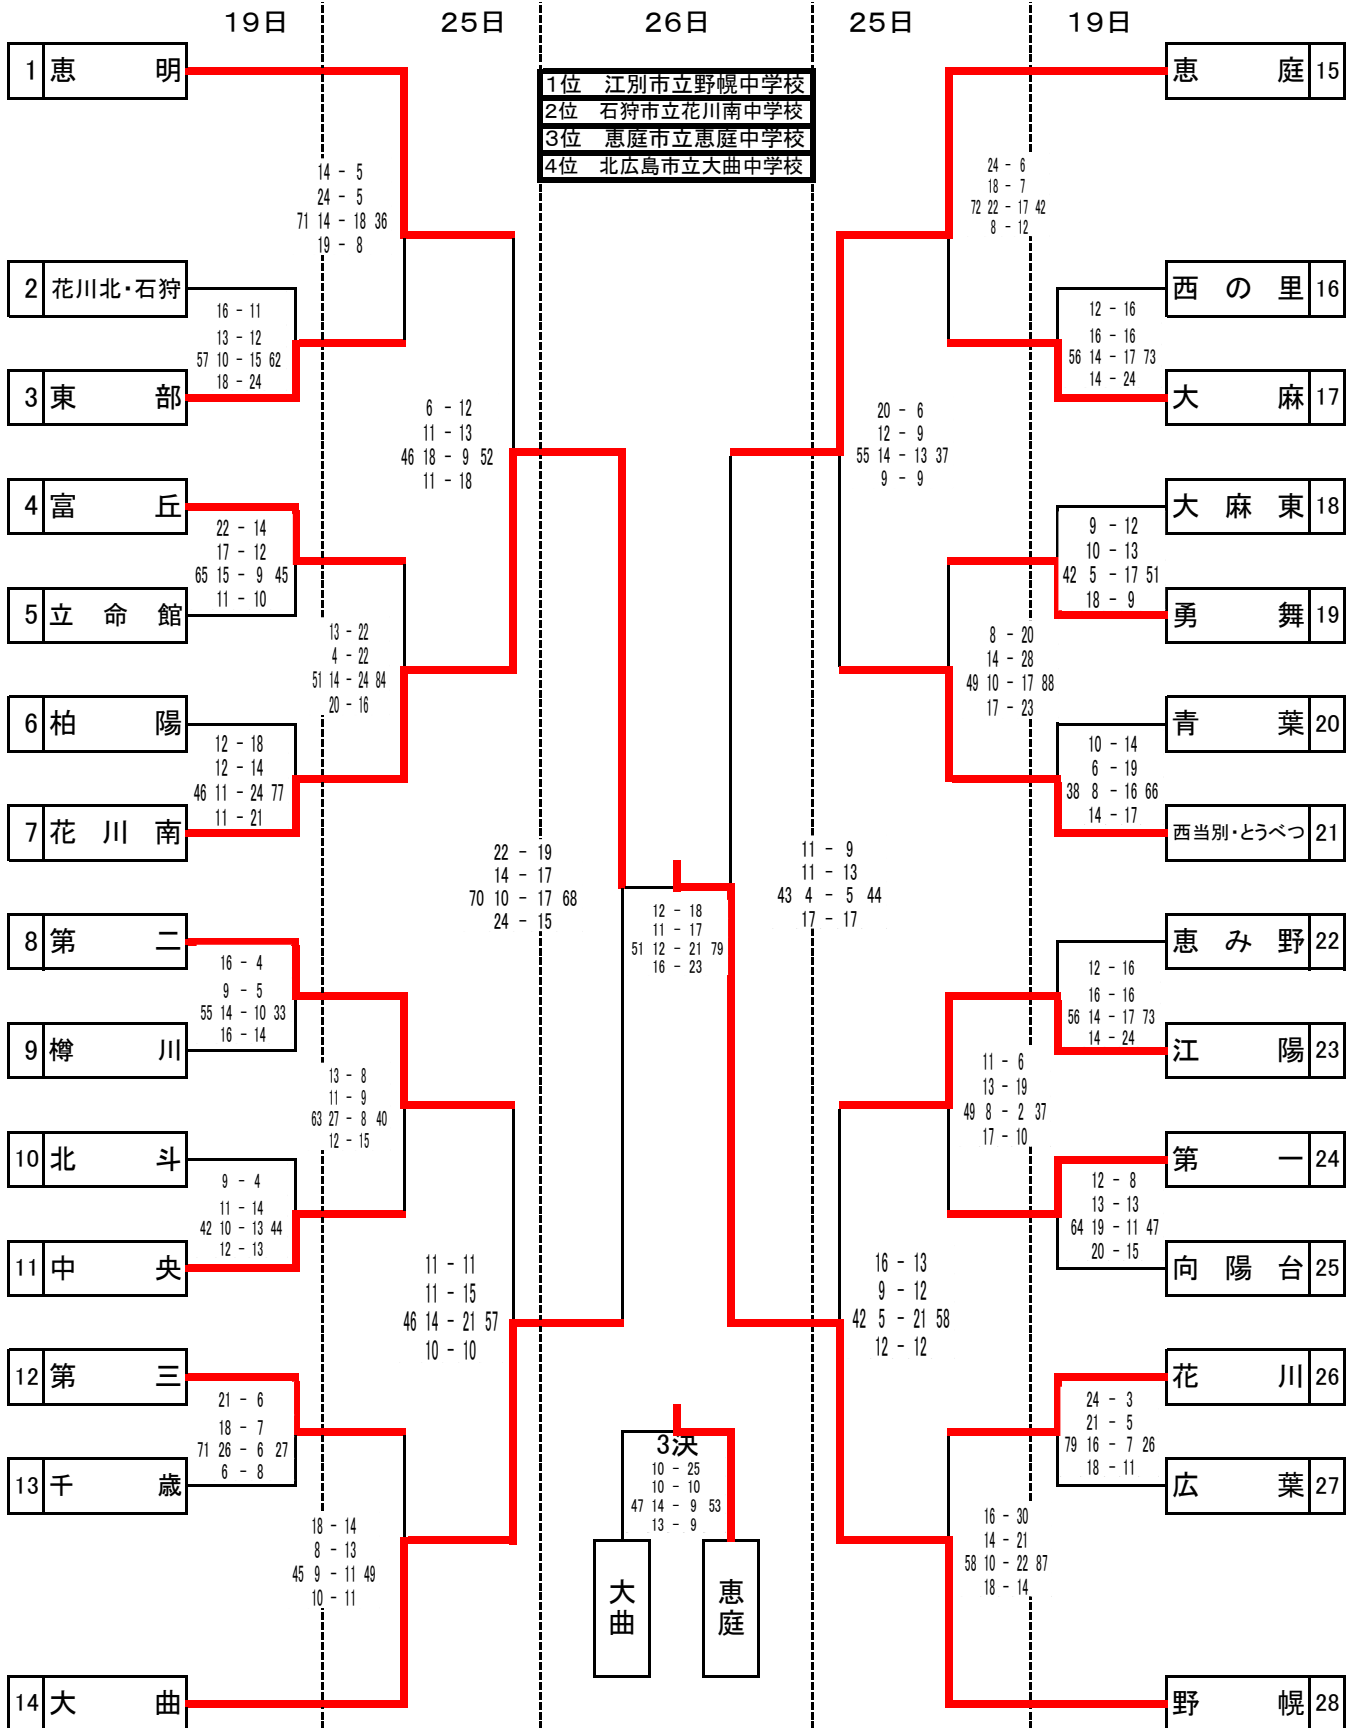 19日 25日 26日 25日 19日
1位 江別市立野幌中学校
2位 石狩市立花川南中学校
3位 恵庭市立恵庭中学校
4位 北広島市立大曲中学校
1 恵明
14 - 5
24 - 5
71 14 - 18 36
19 - 8
2 花川北・石狩
16 - 11
13 - 12
57 10 - 15 62
18 - 24
3 東部
6 - 12
11 - 13
46 18 - 9 52
11 - 18
4 富丘
22 - 14
17 - 12
65 15 - 9 45
11 - 10
5 立命館
13 - 22
4 - 22
51 14 - 24 84
20 - 16
6 柏陽
12 - 18
12 - 14
46 11 - 24 77
11 - 21
7 花川南
22 - 19
14 - 17
70 10 - 17 68
24 - 15
8 第二
16 - 4
9 - 5
55 14 - 10 33
16 - 14
9 樽川
13 - 8
11 - 9
63 27 - 8 40
12 - 15
10 北斗
9 - 4
11 - 14
42 10 - 13 44
12 - 13
11 中央
11 - 11
11 - 15
46 14 - 21 57
10 - 10
12 第三
21 - 6
18 - 7
71 26 - 6 27
6 - 8
13 千歳
18 - 14
8 - 13
45 9 - 11 49
10 - 11
14 大曲
12 - 18
11 - 17
51 12 - 21 79
16 - 23
3決
10 - 25
10 - 10
47 14 - 9 53
13 - 9
大曲
恵庭
恵庭 15
24 - 6
18 - 7
72 22 - 17 42
8 - 12
西の里 16
12 - 16
16 - 16
56 14 - 17 73
14 - 24
大麻 17
20 - 6
12 - 9
55 14 - 13 37
9 - 9
大麻東 18
9 - 12
10 - 13
42 5 - 17 51
18 - 9
勇舞 19
8 - 20
14 - 28
49 10 - 17 88
17 - 23
青葉 20
10 - 14
6 - 19
38 8 - 16 66
14 - 17
西当別・とうべつ 21
11 - 9
11 - 13
43 4 - 5 44
17 - 17
恵み野 22
12 - 16
16 - 16
56 14 - 17 73
14 - 24
江陽 23
11 - 6
13 - 19
49 8 - 2 37
17 - 10
第一 24
12 - 8
13 - 13
64 19 - 11 47
20 - 15
向陽台 25
16 - 13
9 - 12
42 5 - 21 58
12 - 12
花川 26
24 - 3
21 - 5
79 16 - 7 26
18 - 11
広葉 27
16 - 30
14 - 21
58 10 - 22 87
18 - 14
野幌 28